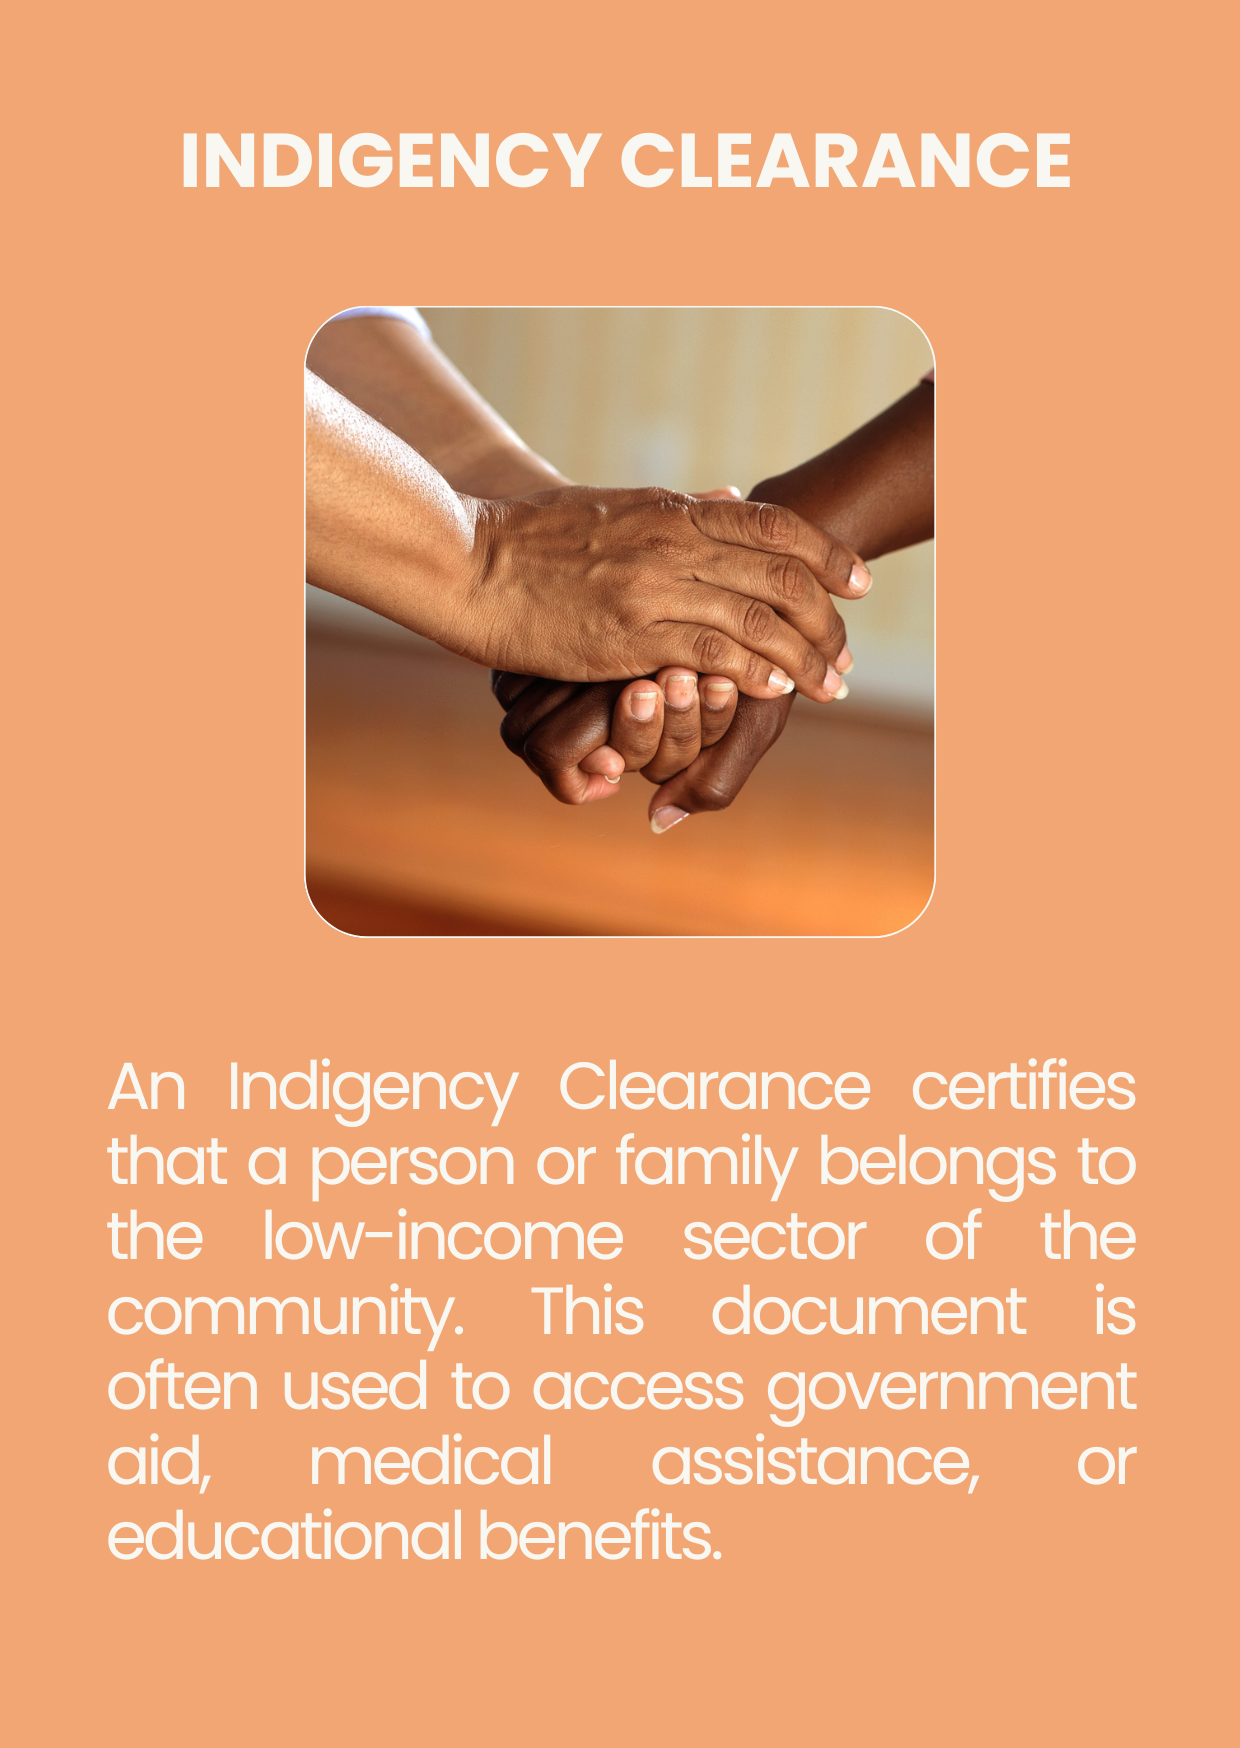 INDIGENCY CLEARANCE
An Indigency Clearance certifies
that a person or family belongs to
the low-income sector of the
community. This document is
often used to access government
aid, medical assistance, or
educational benefits.